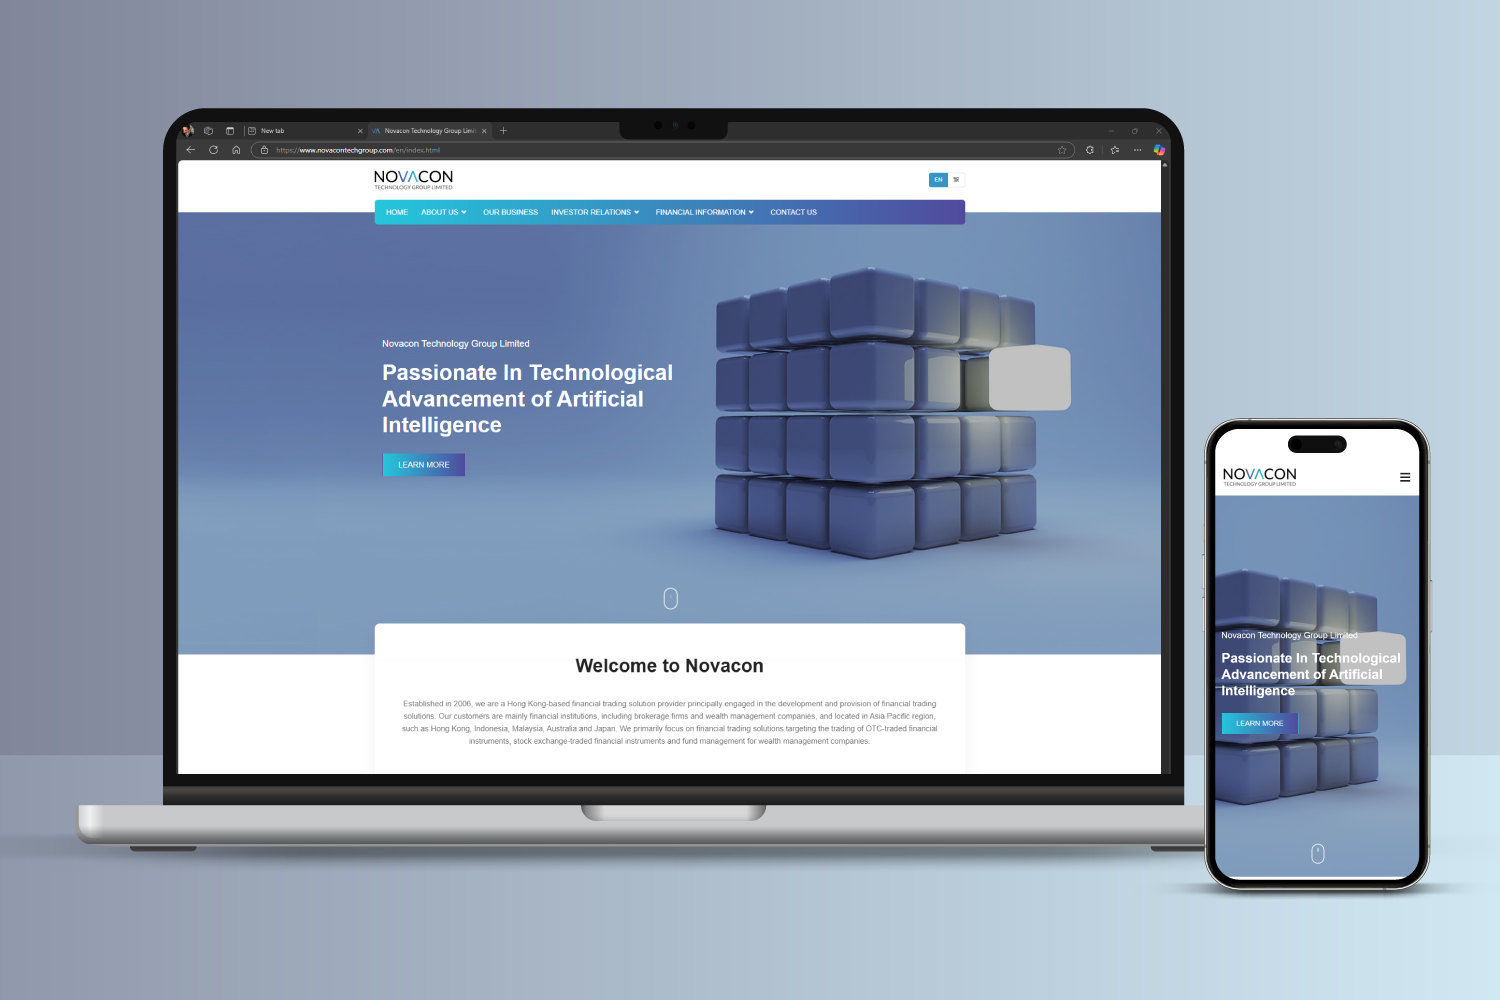 New tab
Novacon Technology Group Limit
https://www.novacontechgroup.com/en/index.html
NOVACON
TECHNOLOGY GROUP LIMITED
EN 繁
HOME ABOUT US OUR BUSINESS INVESTOR RELATIONS FINANCIAL INFORMATION CONTACT US
Novacon Technology Group Limited
Passionate In Technological
Advancement of Artificial
Intelligence
LEARN MORE
Welcome to Novacon
Established in 2006, we are a Hong Kong-based financial trading solution provider principally engaged in the development and provision of financial trading
solutions. Our customers are mainly financial institutions, including brokerage firms and wealth management companies, and located in Asia Pacific region,
such as Hong Kong, Indonesia, Malaysia, Australia and Japan. We primarily focus on financial trading solutions targeting the trading of OTC-traded financial
instruments, stock exchange-traded financial instruments and fund management for wealth management companies.
NOVACON
TECHNOLOGY GROUP LIMITED
Novacon Technology Group Limited
Passionate In Technological
Advancement of Artificial
Intelligence
LEARN MORE